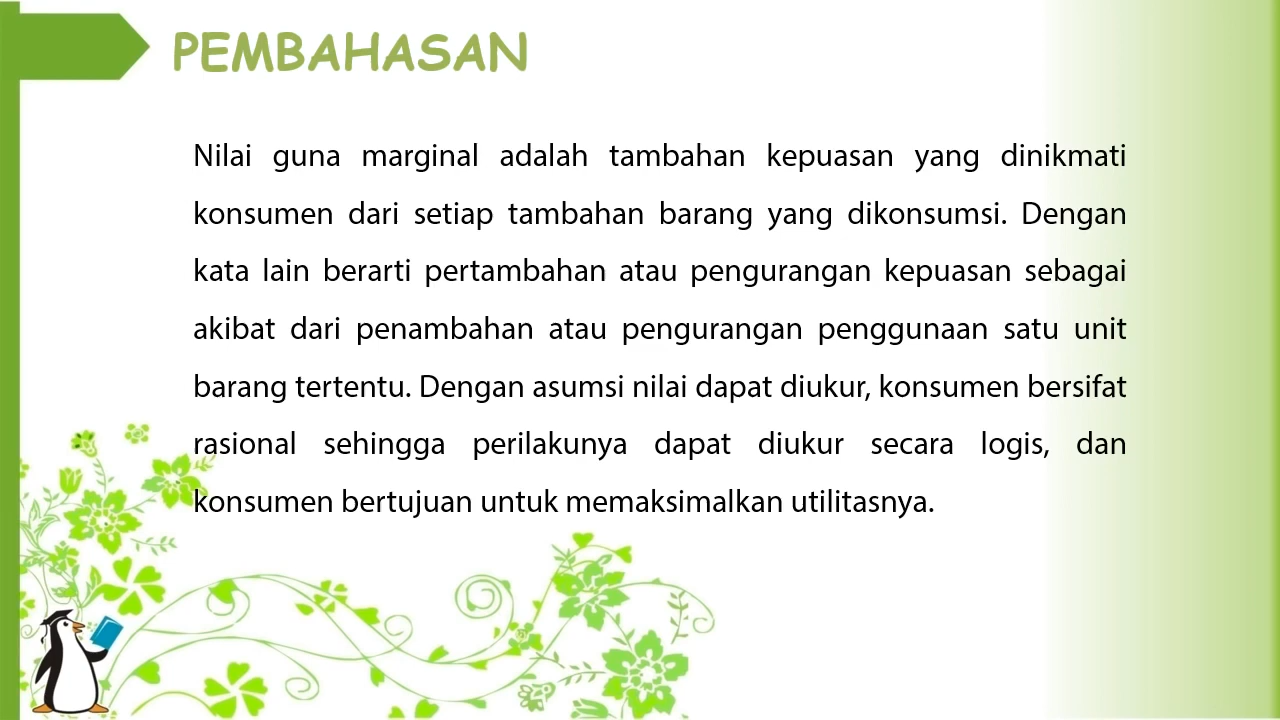 PEMBAHASAN
Nilai guna marginal adalah tambahan kepuasan yang dinikmati
konsumen dari setiap tambahan barang yang dikonsumsi. Dengan
kata lain berarti pertambahan atau pengurangan kepuasan sebagai
akibat dari penambahan atau pengurangan penggunaan satu unit
barang tertentu. Dengan asumsi nilai dapat diukur, konsumen bersifat
rasional sehingga perilakunya dapat diukur secara logis, dan
konsumen bertujuan untuk memaksimalkan utilitasnya.